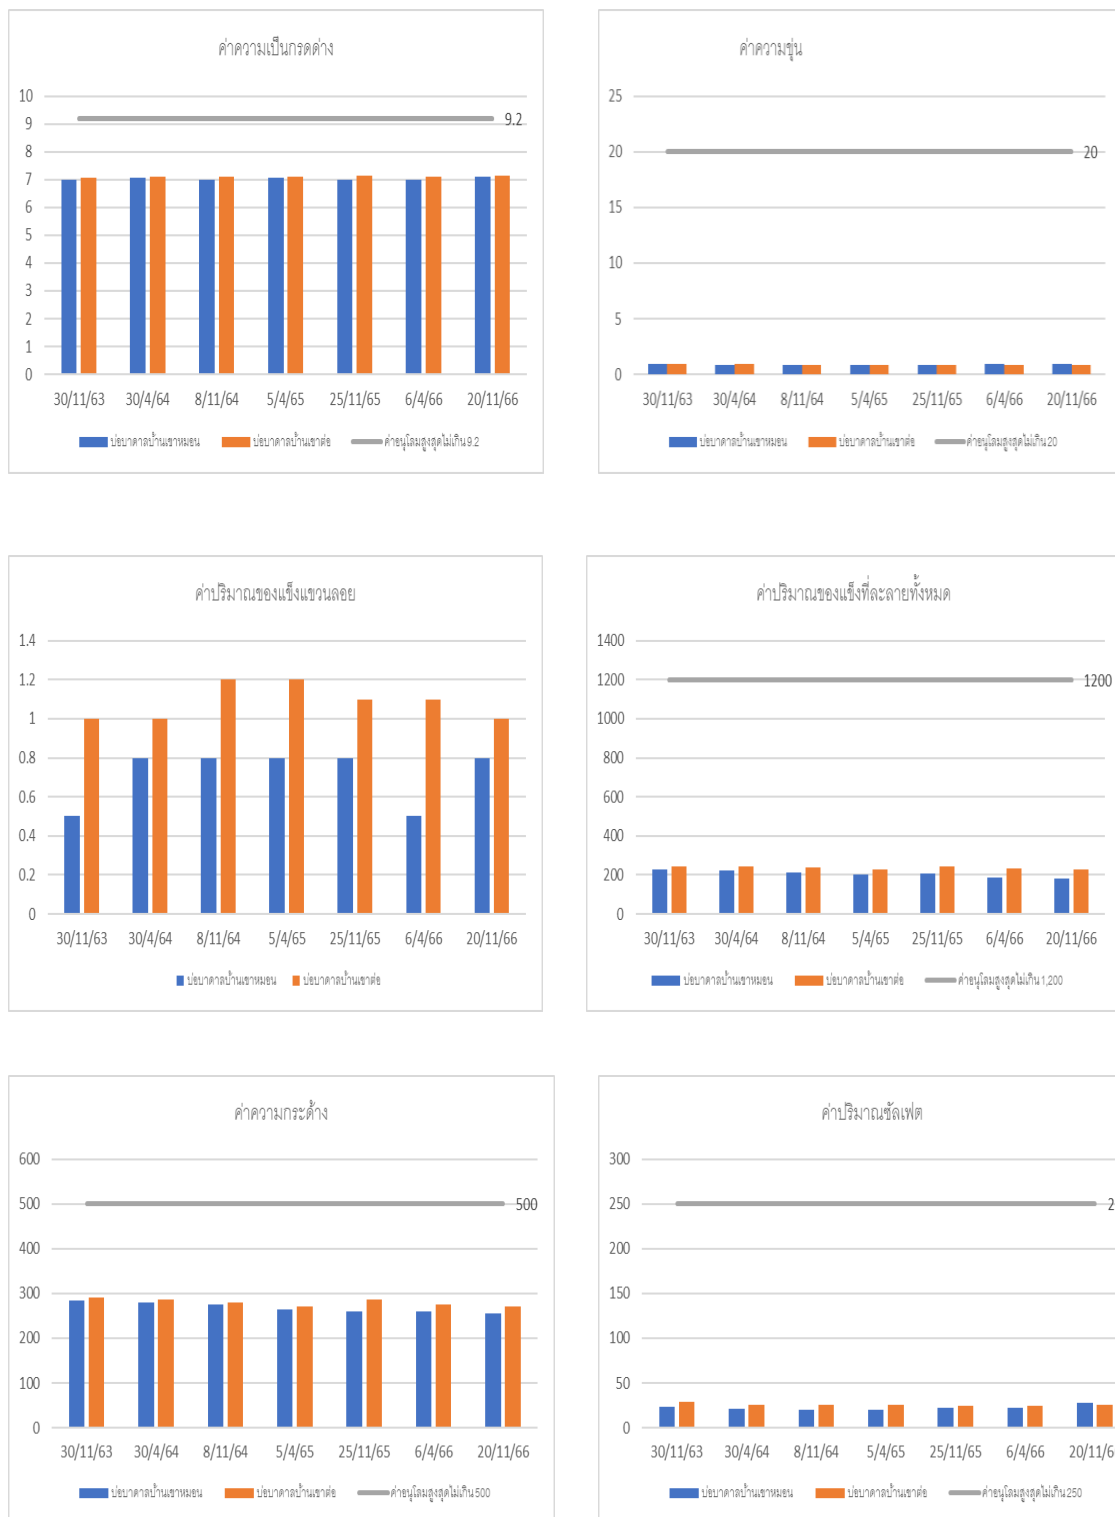 ค่าความเป็นกรดด่าง
10
9
8
7
6
5
4
3
2
1
0
9.2
30/11/63 30/4/64 8/11/64 5/4/65 25/11/65 6/4/66 20/11/66
บ่อบาดาลบ้านเขาหมอน บ่อบาดาลบ้านเขาต่อ ค่าอนุโลมสูงสุดไม่เกิน 9.2
ค่าความขุ่น
25
20
15
10
5
0
20
30/11/63 30/4/64 8/11/64 5/4/65 25/11/65 6/4/66 20/11/66
บ่อบาดาลบ้านเขาหมอน บ่อบาดาลบ้านเขาต่อ ค่าอนุโลมสูงสุดไม่เกิน 20
ค่าปริมาณของแข็งแขวนลอย
1.4
1.2
1
0.8
0.6
0.4
0.2
0
30/11/63 30/4/64 8/11/64 5/4/65 25/11/65 6/4/66 20/11/66
บ่อบาดาลบ้านเขาหมอน บ่อบาดาลบ้านเขาต่อ
ค่าปริมาณของแข็งที่ละลายทั้งหมด
1400
1200
1000
800
600
400
200
0
1200
30/11/63 30/4/64 8/11/64 5/4/65 25/11/65 6/4/66 20/11/66
บ่อบาดาลบ้านเขาหมอน บ่อบาดาลบ้านเขาต่อ ค่าอนุโลมสูงสุดไม่เกิน 1,200
ค่าความกระด้าง
600
500
400
300
200
100
0
500
30/11/63 30/4/64 8/11/64 5/4/65 25/11/65 6/4/66 20/11/66
บ่อบาดาลบ้านเขาหมอน บ่อบาดาลบ้านเขาต่อ ค่าอนุโลมสูงสุดไม่เกิน 500
ค่าปริมาณซัลเฟต
300
250
200
150
100
50
0
2
30/11/63 30/4/64 8/11/64 5/4/65 25/11/65 6/4/66 20/11/6
บ่อบาดาลบ้านเขาหมอน บ่อบาดาลบ้านเขาต่อ ค่าอนุโลมสูงสุดไม่เกิน 250